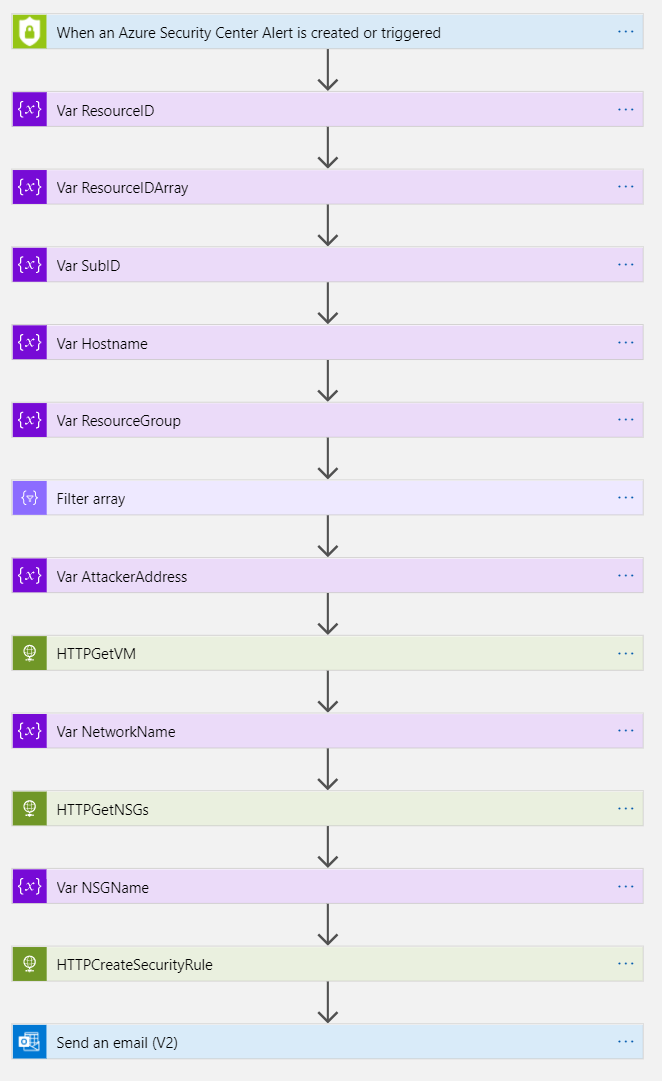 When an Azure Security Center Alert is created or triggered
{x} Var ResourceID
{x} Var ResourceIDArray
{x} Var SubID
{x} Var Hostname
{x} Var ResourceGroup
Filter array
{x} Var AttackerAddress
HTTPGetVM
{x} Var NetworkName
HTTPGetNSGs
{x} Var NSGName
HTTPCreateSecurityRule
Send an email (V2)